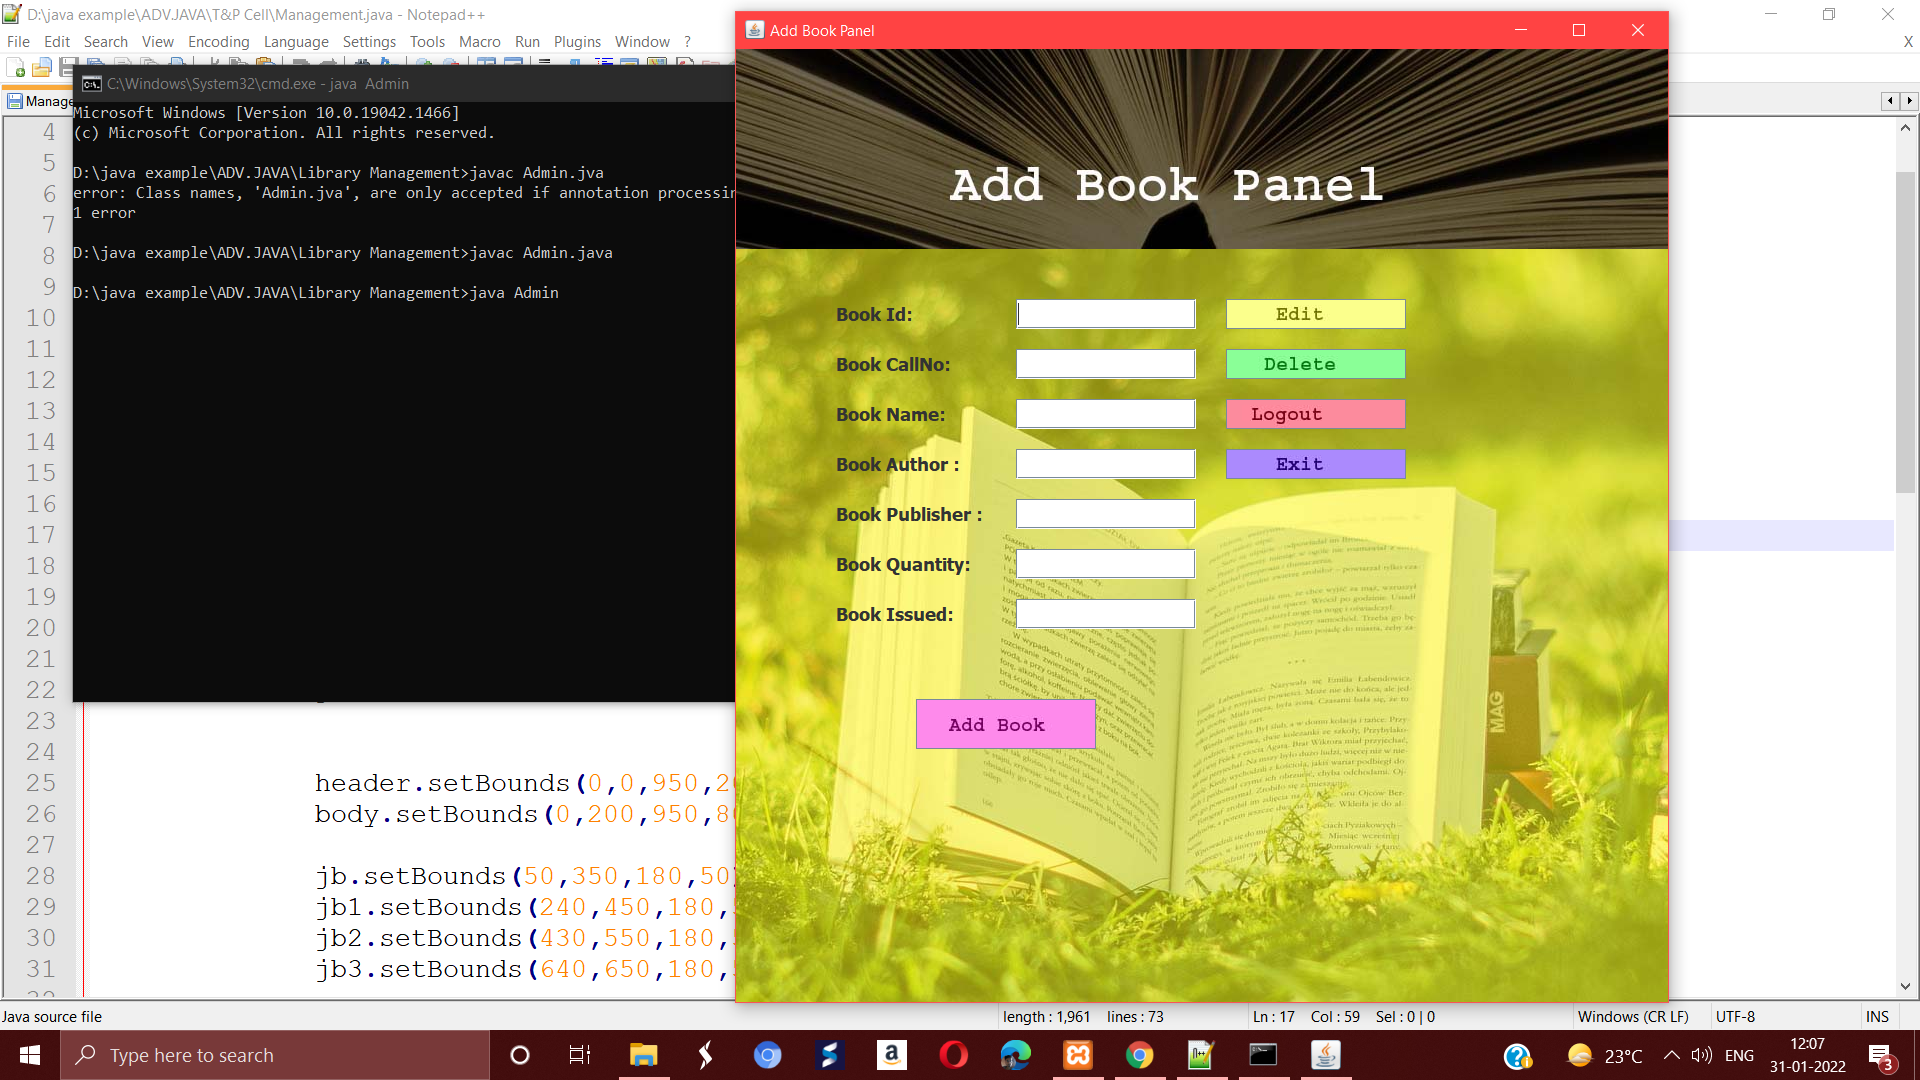 D:\java example\ADV.JAVA\T&P Cell\Management.java - Notepad++
File Edit Search View Encoding Language Settings Tools Macro Run Plugins Window ?
X
Manage
C:\Windows\System32\cmd.exe - java Admin
Microsoft Windows [Version 10.0.19042.1466]
(c) Microsoft Corporation. All rights reserved.
D:\java example\ADV.JAVA\Library Management>javac Admin.jva
error: Class names, 'Admin.jva', are only accepted if annotation processin
1 error
D:\java example\ADV.JAVA\Library Management>javac Admin.java
D:\java example\ADV.JAVA\Library Management>java Admin
4
5
6
7
8
9
10
11
12
13
14
15
16
17
18
19
20
21
22
23
24
25 header.setBounds(0,0,950,20
26 body.setBounds(0,200,950,80
27
28 jb.setBounds(50,350,180,50)
29 jb1.setBounds(240,450,180,
30 jb2.setBounds(430,550,180,
31 jb3.setBounds(640,650,180,
Add Book Panel
Add Book Panel
Book Id:
Edit
Book CallNo:
Delete
Book Name:
Logout
Book Author :
Exit
Book Publisher :
Book Quantity:
Book Issued:
Add Book
MAG
Java source file
length : 1,961 lines : 73
Ln : 17 Col : 59 Sel : 0 | 0
Windows (CR LF)
UTF-8
INS
Type here to search
23°C
ENG
12:07
31-01-2022
3